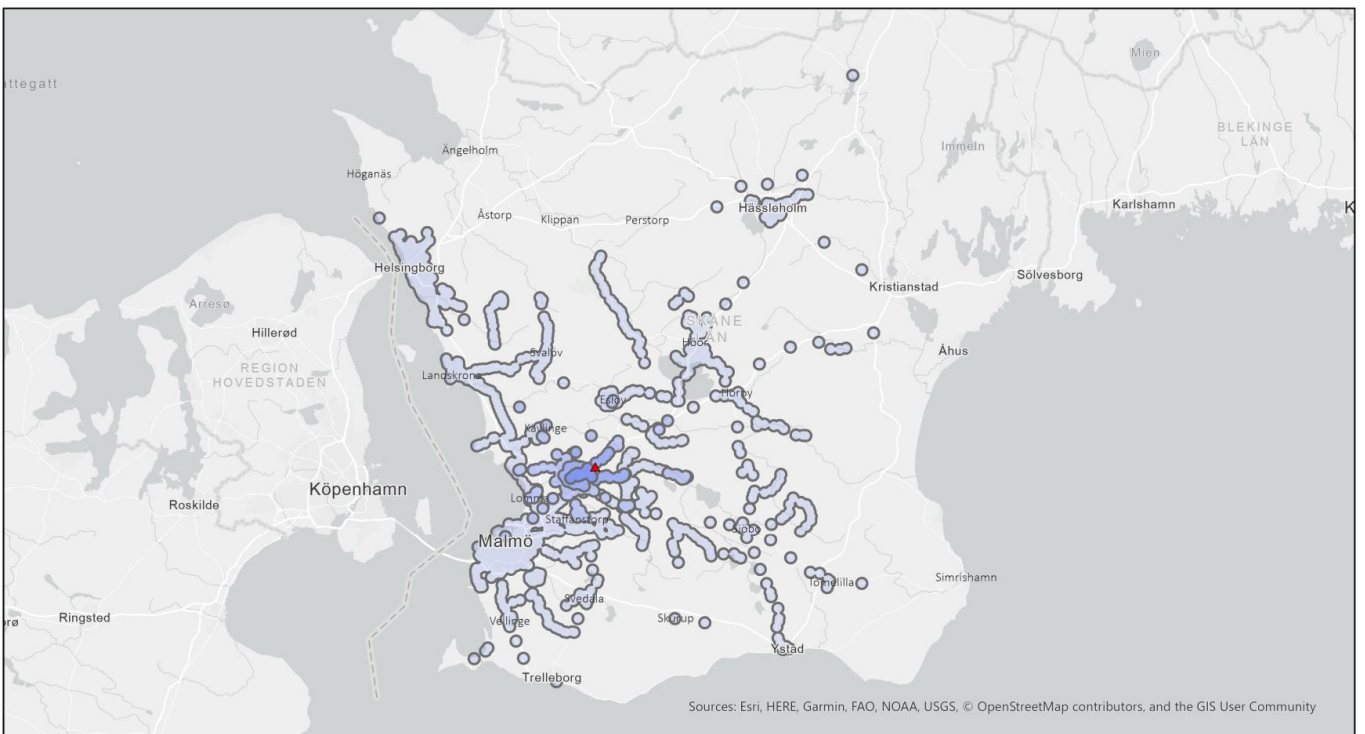 Mien
attegatt
BLEKINGE
LÄN
Ängelholm
Immeln
Höganäs
Karlshamn
K
Hässleholm
Åstorp
Klippan
Perstorp
Helsingborg
Sölvesborg
Kristianstad
Arresø
SKÅNE
LÄN
Hillerød
Höör
Åhus
Svalöv
REGION
HOVEDSTADEN
Landskrona
Hörby
Eslöv
Kävlinge
Köpenhamn
Lomma
Roskilde
Staffanstorp
Sjöbo
Malmö
Simrishamn
Tomelilla
Svedala
Ringsted
Skurup
Vellinge
Ystad
Trelleborg
Sources: Esri, HERE, Garmin, FAO, NOAA, USGS, © OpenStreetMap contributors, and the GIS User Community